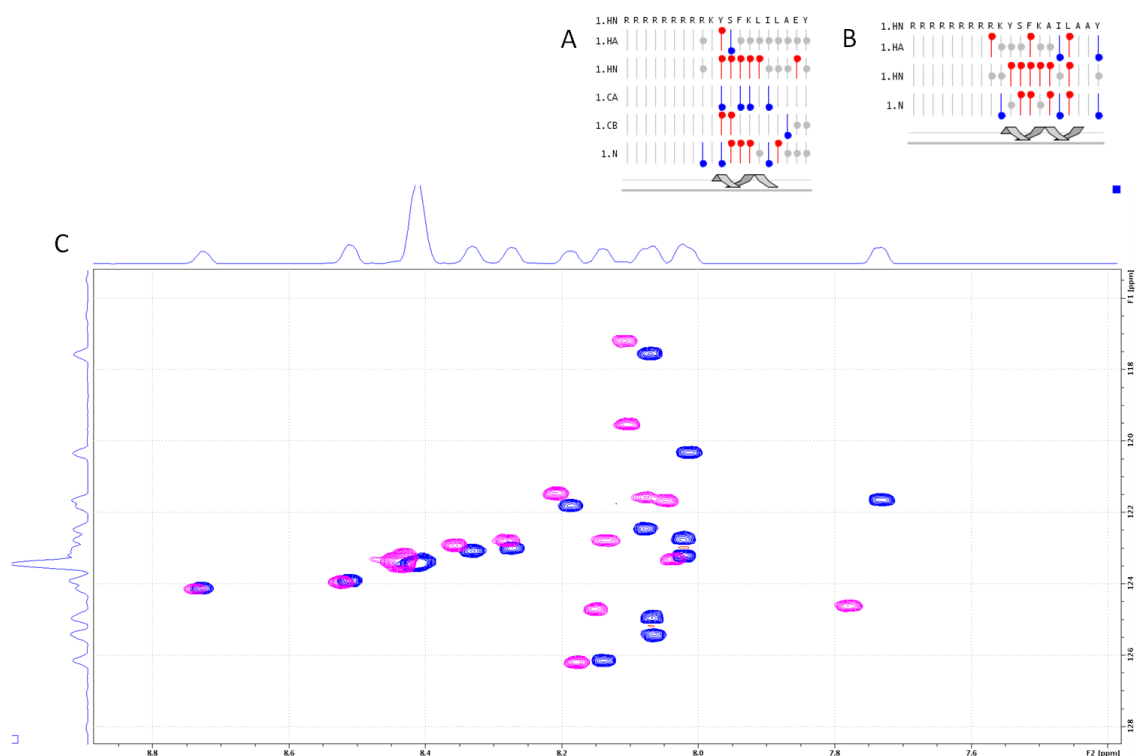 A
1.HN R R R R R R R R R K Y S F K L I L A E Y
1.HA
1.HN
1.CA
1.CB
1.N
B
1.HN R R R R R R R R R K Y S F K A I L A A Y
1.HA
1.HN
1.N
C
F1 [ppm]
118
120
122
124
126
128
8.8 8.6 8.4 8.2 8.0 7.8 7.6 F2 [ppm]